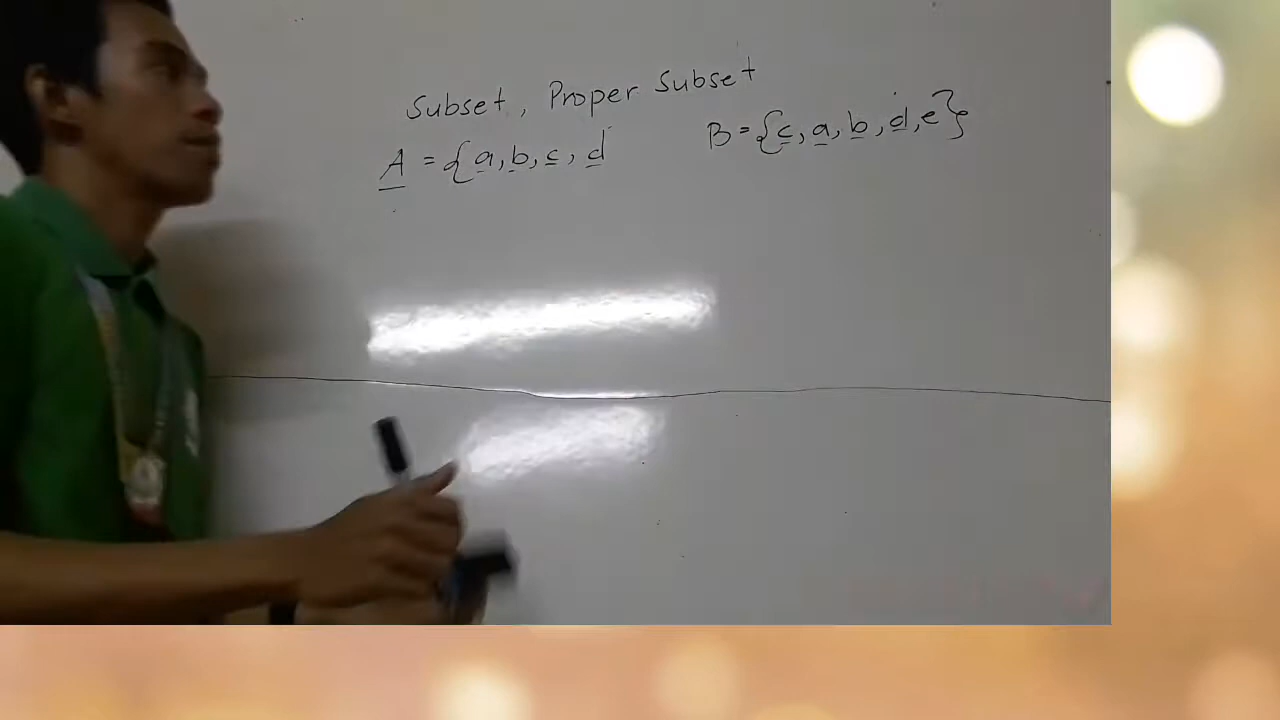 Subset, Proper Subset
A = {a, b, c, d B = {c, a, b, d, e}